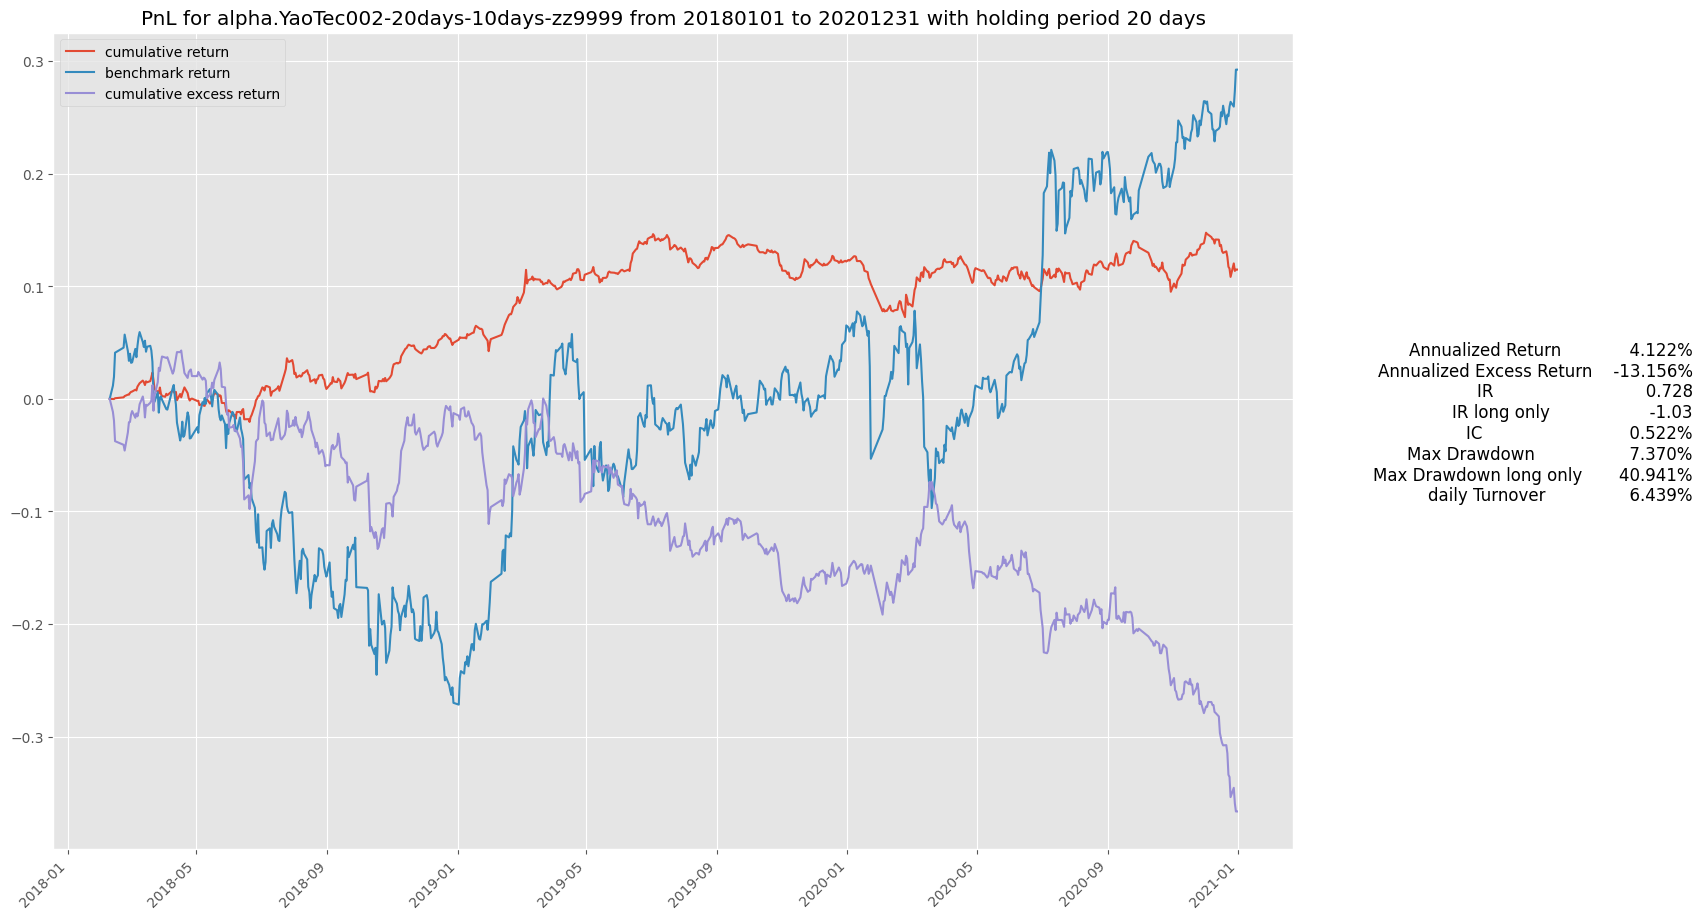 PnL for alpha.YaoTec002-20days-10days-zz9999 from 20180101 to 20201231 with holding period 20 days
cumulative return
benchmark return
cumulative excess return
0.3
0.2
0.1
0.0
−0.1
−0.2
−0.3
2018-01
2018-05
2018-09
2019-01
2019-05
2019-09
2020-01
2020-05
2020-09
2021-01
Annualized Return 4.122%
Annualized Excess Return -13.156%
IR 0.728
IR long only -1.03
IC 0.522%
Max Drawdown 7.370%
Max Drawdown long only 40.941%
daily Turnover 6.439%